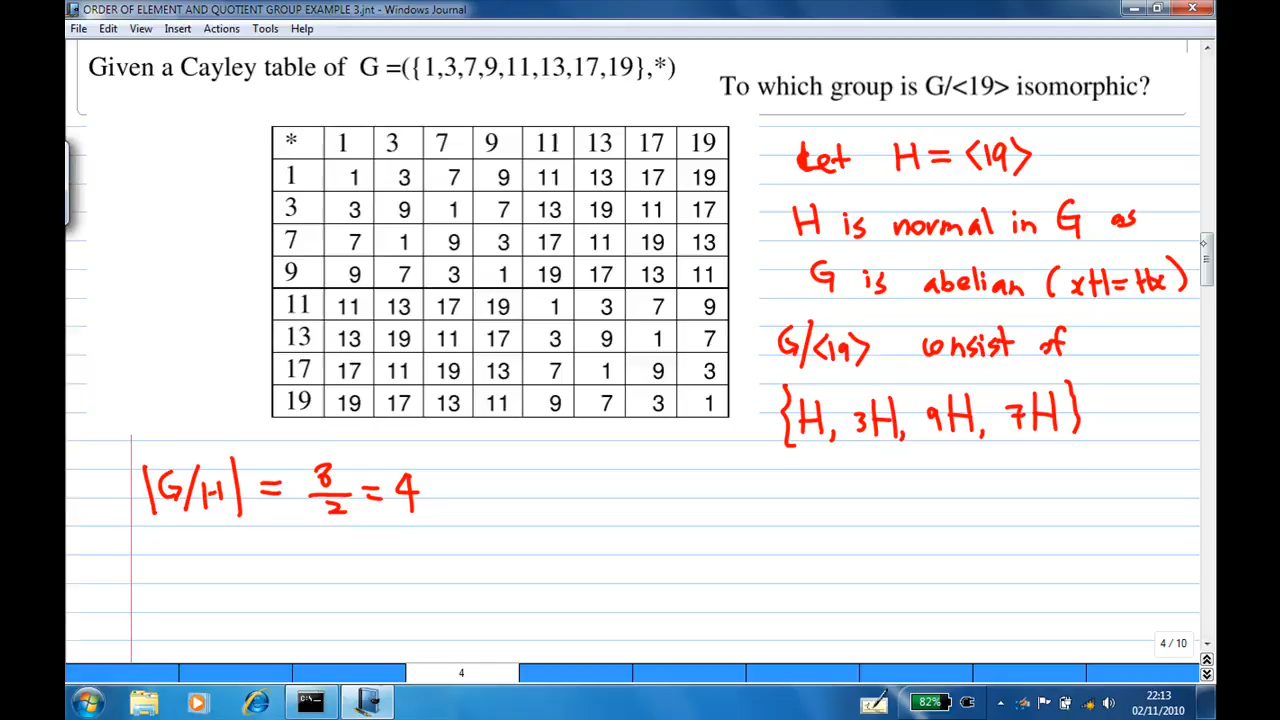 ORDER OF ELEMENT AND QUOTIENT GROUP EXAMPLE 3.jnt - Windows Journal
File Edit View Insert Actions Tools Help
Given a Cayley table of G =({1,3,7,9,11,13,17,19},*)
To which group is G/<19> isomorphic?
* 1 3 7 9 11 13 17 19
1 1 3 7 9 11 13 17 19
3 3 9 1 7 13 19 11 17
7 7 1 9 3 17 11 19 13
9 9 7 3 1 19 17 13 11
11 11 13 17 19 1 3 7 9
13 13 19 11 17 3 9 1 7
17 17 11 19 13 7 1 9 3
19 19 17 13 11 9 7 3 1
Let H = ⟨19⟩
H is normal in G as
G is abelian (xH=Hx)
G/⟨19⟩ consist of
{H, 3H, 9H, 7H}
|G/H| = 8/2 = 4
4 / 10
4
82%
22:13
02/11/2010